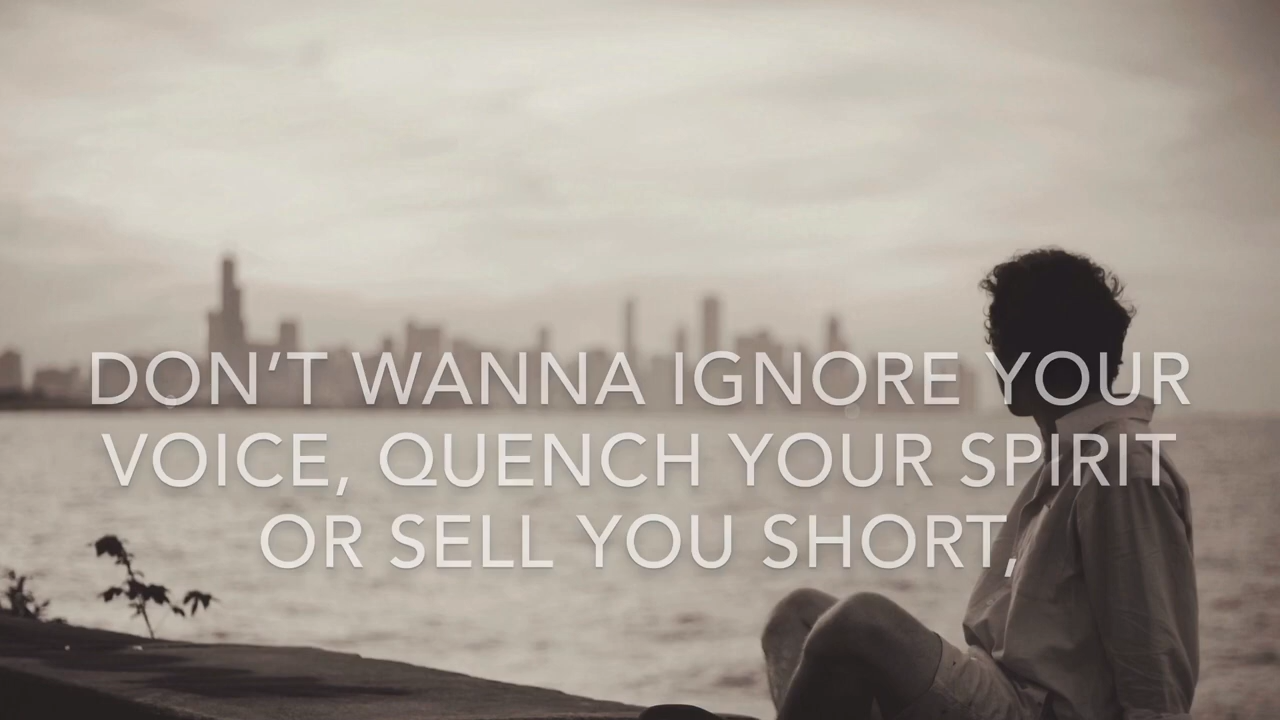 DON’T WANNA IGNORE YOUR
VOICE, QUENCH YOUR SPIRIT
OR SELL YOU SHORT,